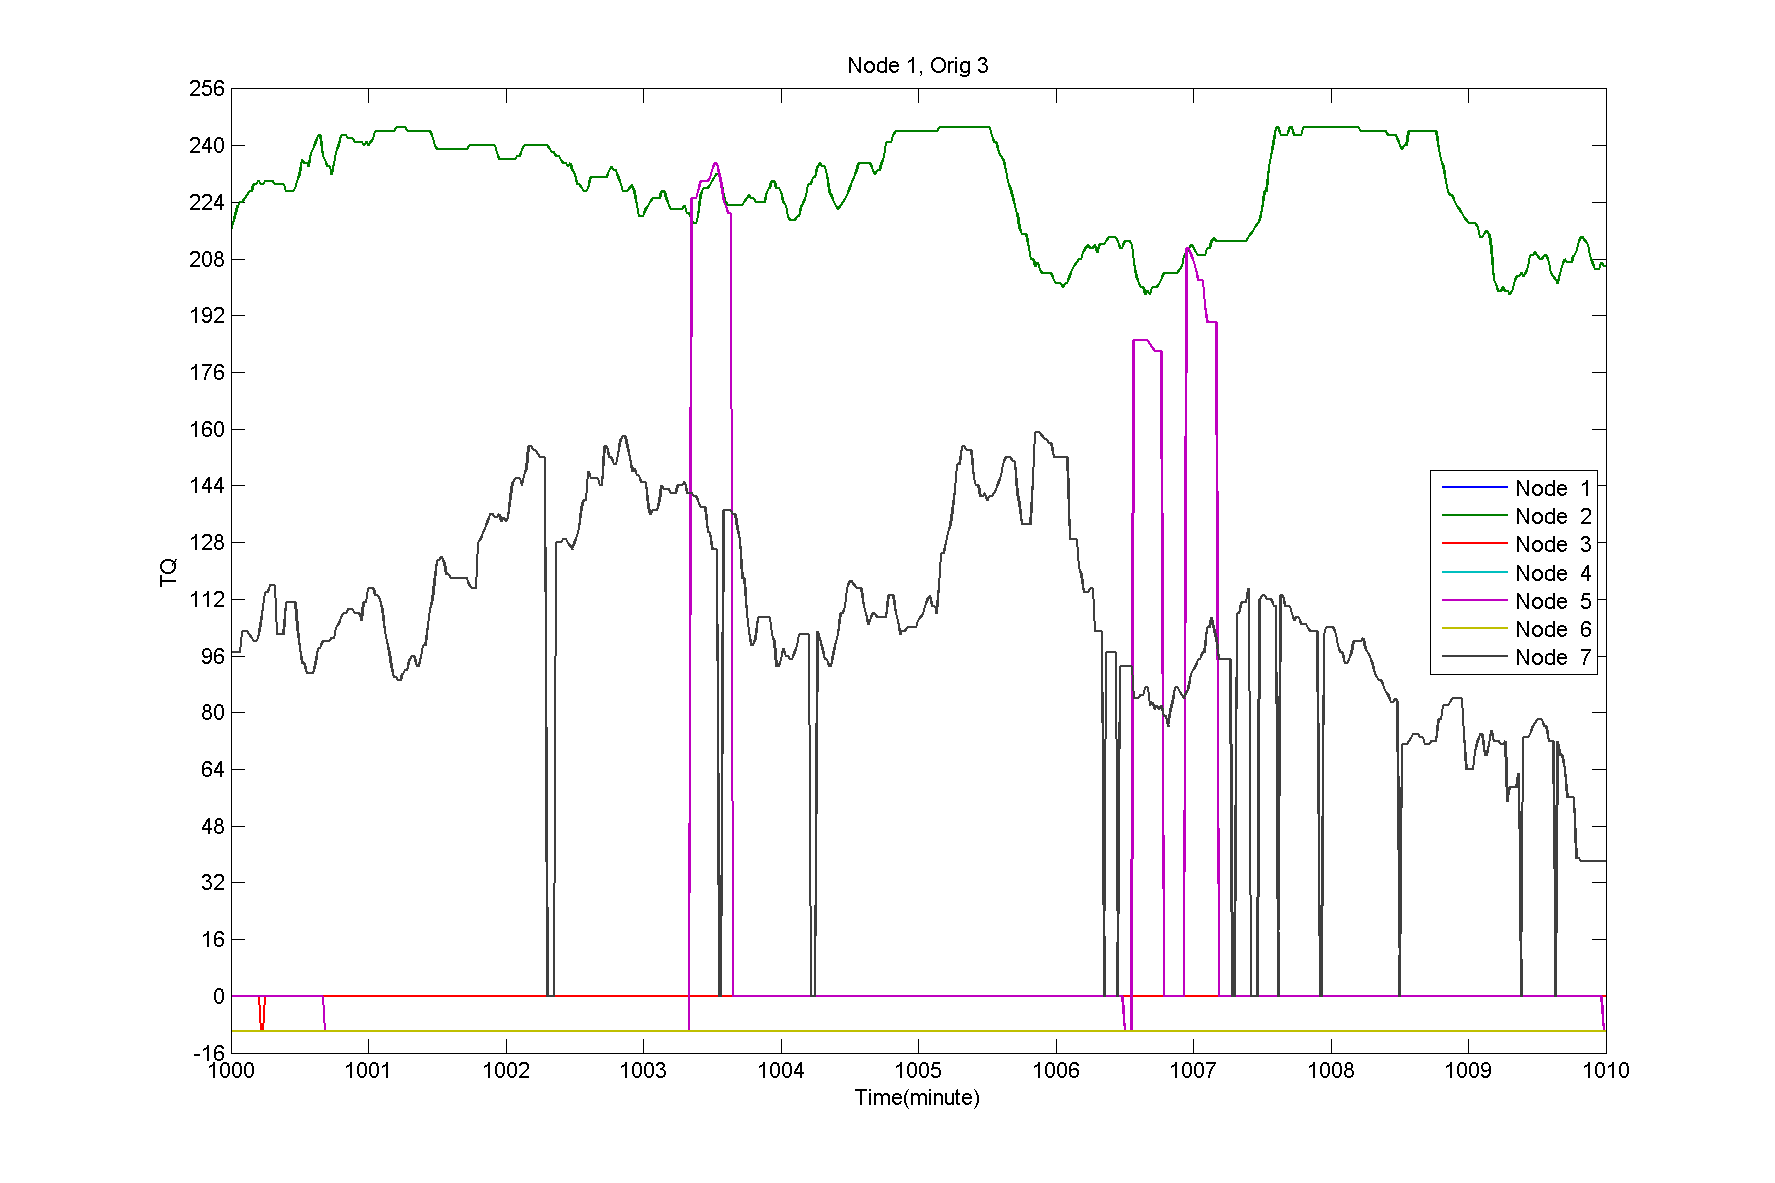 Node 1, Orig 3
256
240
224
208
192
176
160
144
128
112
96
80
64
48
32
16
0
-16
TQ
Node 1
Node 2
Node 3
Node 4
Node 5
Node 6
Node 7
1000 1001 1002 1003 1004 1005 1006 1007 1008 1009 1010
Time(minute)